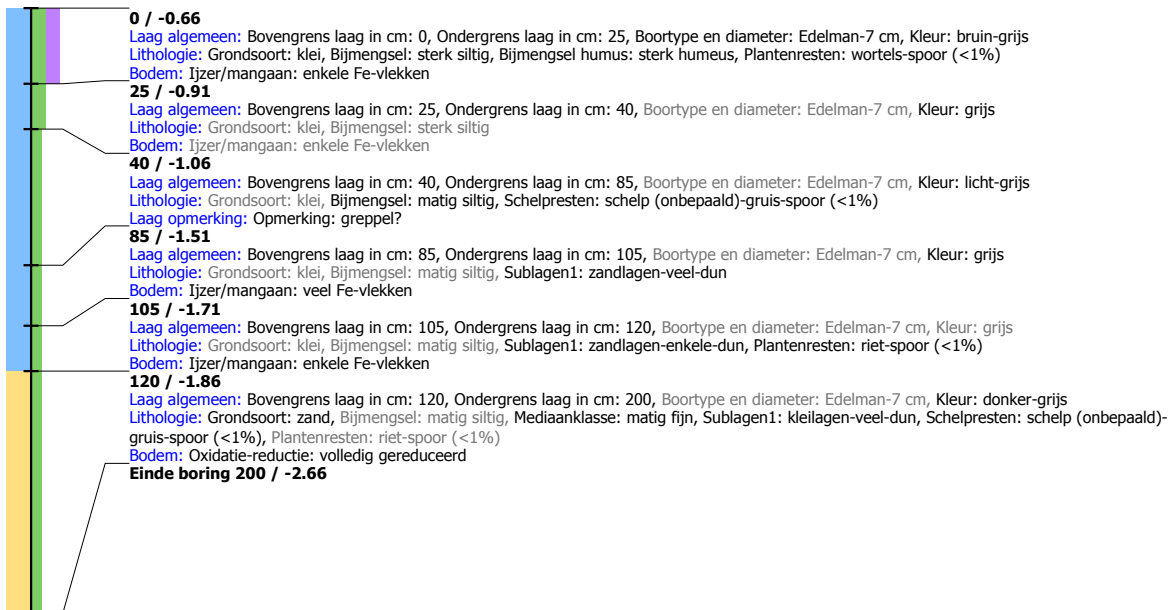 0 / -0.66
Laag algemeen: Bovengrens laag in cm: 0, Ondergrens laag in cm: 25, Boortype en diameter: Edelman-7 cm, Kleur: bruin-grijs
Lithologie: Grondsoort: klei, Bijmengsel: sterk siltig, Bijmengsel humus: sterk humeus, Plantenresten: wortels-spoor (<1%)
Bodem: Ijzer/mangaan: enkele Fe-vlekken
25 / -0.91
Laag algemeen: Bovengrens laag in cm: 25, Ondergrens laag in cm: 40, Boortype en diameter: Edelman-7 cm, Kleur: grijs
Lithologie: Grondsoort: klei, Bijmengsel: sterk siltig
Bodem: Ijzer/mangaan: enkele Fe-vlekken
40 / -1.06
Laag algemeen: Bovengrens laag in cm: 40, Ondergrens laag in cm: 85, Boortype en diameter: Edelman-7 cm, Kleur: licht-grijs
Lithologie: Grondsoort: klei, Bijmengsel: matig siltig, Schelpresten: schelp (onbepaald)-gruis-spoor (<1%)
Laag opmerking: Opmerking: greppel?
85 / -1.51
Laag algemeen: Bovengrens laag in cm: 85, Ondergrens laag in cm: 105, Boortype en diameter: Edelman-7 cm, Kleur: grijs
Lithologie: Grondsoort: klei, Bijmengsel: matig siltig, Sublagen1: zandlagen-veel-dun
Bodem: Ijzer/mangaan: veel Fe-vlekken
105 / -1.71
Laag algemeen: Bovengrens laag in cm: 105, Ondergrens laag in cm: 120, Boortype en diameter: Edelman-7 cm, Kleur: grijs
Lithologie: Grondsoort: klei, Bijmengsel: matig siltig, Sublagen1: zandlagen-enkele-dun, Plantenresten: riet-spoor (<1%)
Bodem: Ijzer/mangaan: enkele Fe-vlekken
120 / -1.86
Laag algemeen: Bovengrens laag in cm: 120, Ondergrens laag in cm: 200, Boortype en diameter: Edelman-7 cm, Kleur: donker-grijs
Lithologie: Grondsoort: zand, Bijmengsel: matig siltig, Mediaanklasse: matig fijn, Sublagen1: kleilagen-veel-dun, Schelpresten: schelp (onbepaald)-
gruis-spoor (<1%), Plantenresten: riet-spoor (<1%)
Bodem: Oxidatie-reductie: volledig gereduceerd
Einde boring 200 / -2.66